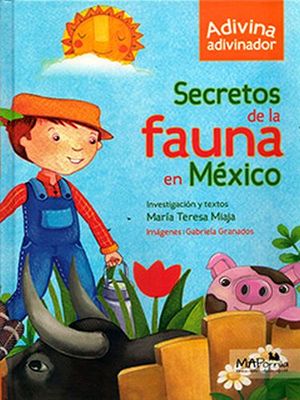 Adivina
adivinador
Secretos
de la
fauna
en México
Investigación y textos
María Teresa Miaja
Imágenes: Gabriela Granados